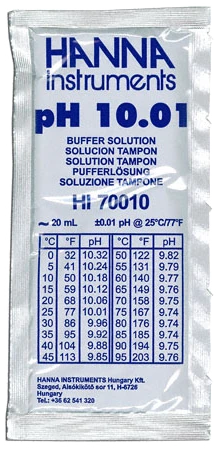 HANNA
instruments
pH 10.01
BUFFER SOLUTION
SOLUCION TAMPON
SOLUTION TAMPON
PUFFERLÖSUNG
SOLUZIONE TAMPONE
HI 70010
~ 20 mL ±0.01 pH @ 25°C/77°F
°C °F pH °C °F pH
0 32 10.32 50 122 9.82
5 41 10.24 55 131 9.79
10 50 10.18 60 140 9.77
15 59 10.12 65 149 9.76
20 68 10.06 70 158 9.75
25 77 10.01 75 167 9.74
30 86 9.96 80 176 9.74
35 95 9.92 85 185 9.74
40 104 9.88 90 194 9.75
45 113 9.85 95 203 9.76
HANNA INSTRUMENTS Hungary Kft.
Szeged, Alsókikötő sor 11, H-6726
Hungary
Tel.: +36 62 541 320